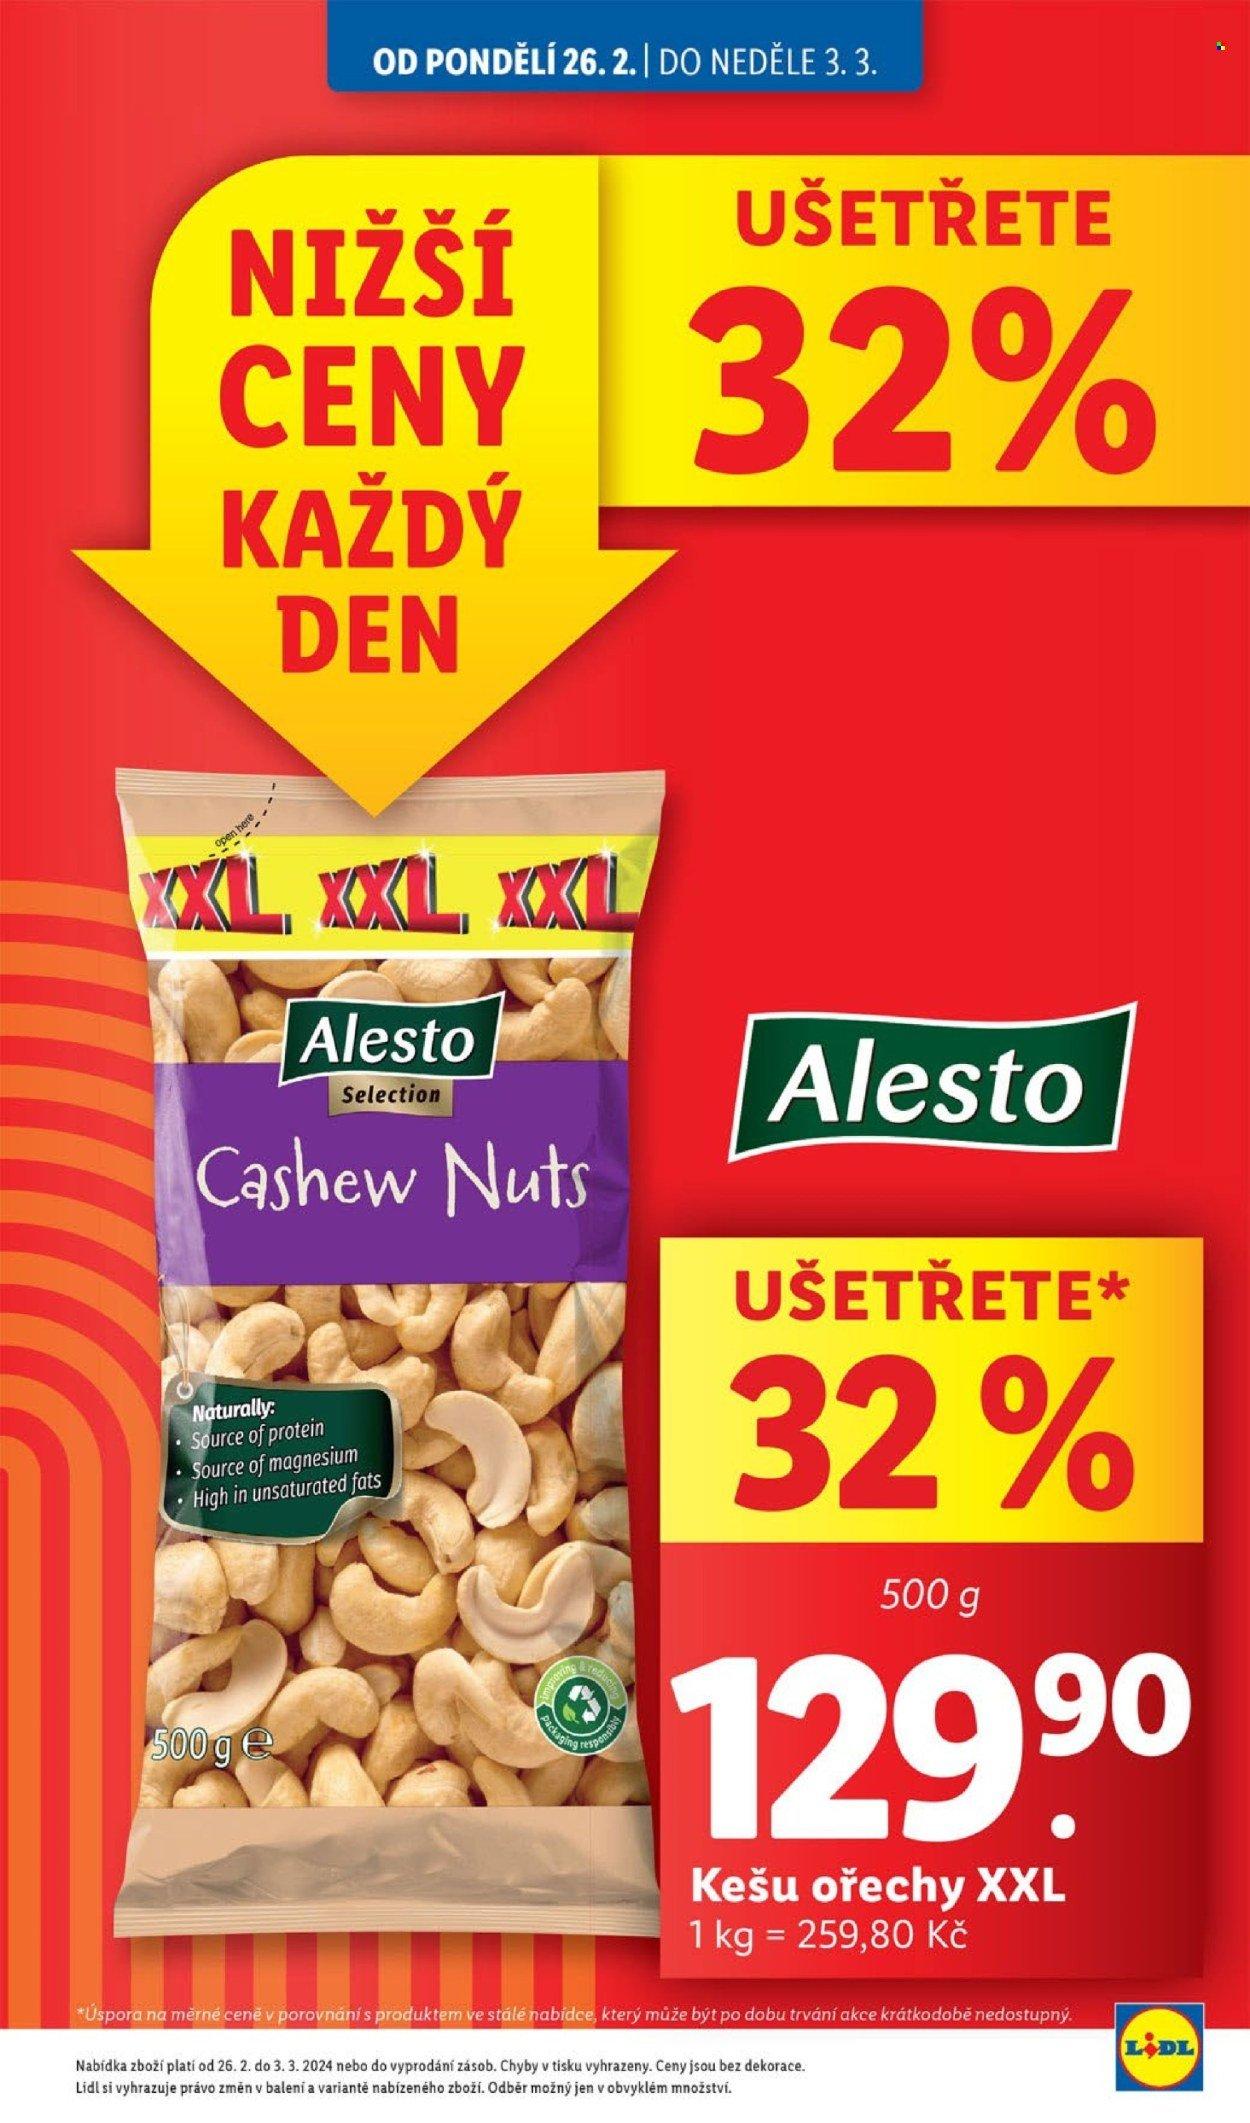 OD PONDĚLÍ 26. 2. | DO NEDĚLE 3. 3.
NIŽŠÍ
CENY
KAŽDÝ
DEN
UŠETŘETE
32%
open here
XXL XXL XXL
Alesto
Selection
Cashew Nuts
Naturally:
• Source of protein
• Source of magnesium
• High in unsaturated fats
improving & reducing
packaging responsibly
500 g e
Alesto
UŠETŘETE*
32 %
500 g
129.90
Kešu ořechy XXL
1 kg = 259,80 Kč
*Úspora na měrné ceně v porovnání s produktem ve stálé nabídce, který může být po dobu trvání akce krátkodobě nedostupný.
Nabídka zboží platí od 26. 2. do 3. 3. 2024 nebo do vyprodání zásob. Chyby v tisku vyhrazeny. Ceny jsou bez dekorace.
Lidl si vyhrazuje právo změn v balení a variantě nabízeného zboží. Odběr možný jen v obvyklém množství.
LIDL